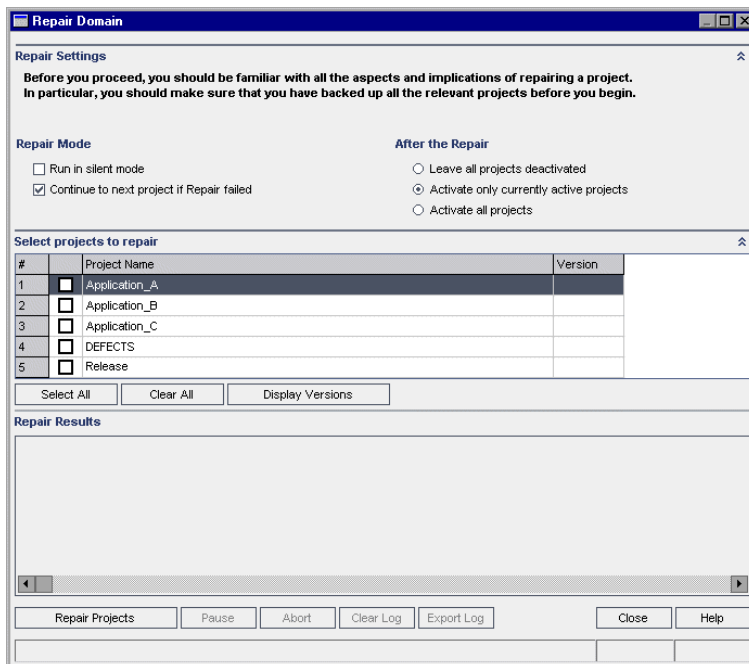 Repair Domain
Repair Settings
Before you proceed, you should be familiar with all the aspects and implications of repairing a project.
In particular, you should make sure that you have backed up all the relevant projects before you begin.
Repair Mode
After the Repair
Run in silent mode
Leave all projects deactivated
Continue to next project if Repair failed
Activate only currently active projects
Activate all projects
Select projects to repair
# Project Name Version
1 Application_A
2 Application_B
3 Application_C
4 DEFECTS
5 Release
Select All Clear All Display Versions
Repair Results
Repair Projects Pause Abort Clear Log Export Log Close Help